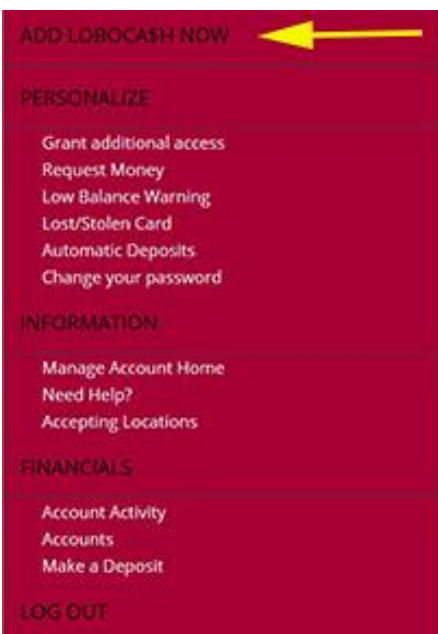 ADD LOBOCA$H NOW
PERSONALIZE
Grant additional access
Request Money
Low Balance Warning
Lost/Stolen Card
Automatic Deposits
Change your password
INFORMATION
Manage Account Home
Need Help?
Accepting Locations
FINANCIALS
Account Activity
Accounts
Make a Deposit
LOG OUT